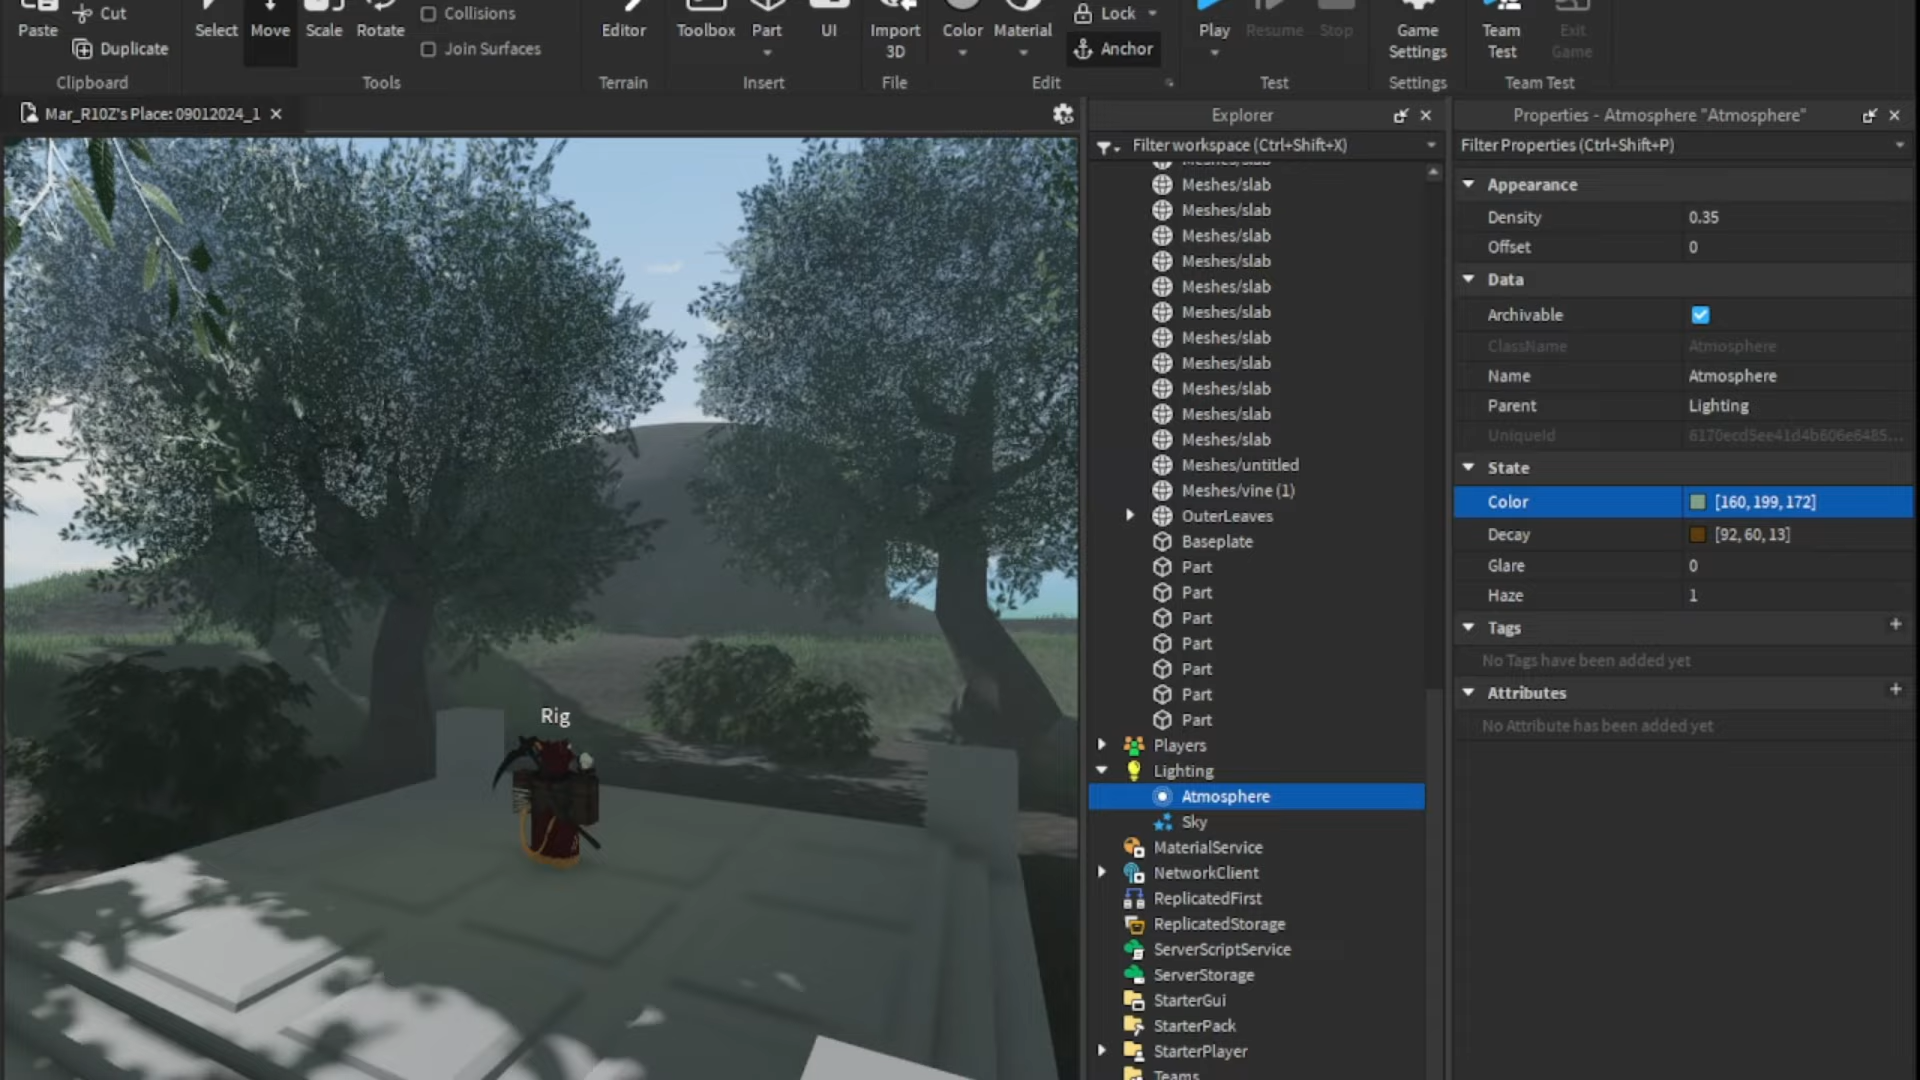 Paste
Cut
Duplicate
Clipboard
Select
Move
Scale
Rotate
Collisions
Join Surfaces
Tools
Editor
Terrain
Toolbox
Part
UI
Insert
Import
3D
File
Color
Material
Lock
Anchor
Edit
Play
Resume
Stop
Test
Game
Settings
Settings
Team
Test
Exit
Game
Team Test
Mar_R10Z's Place: 09012024_1
Rig
Explorer
Filter workspace (Ctrl+Shift+X)
Meshes/slab
Meshes/slab
Meshes/slab
Meshes/slab
Meshes/slab
Meshes/slab
Meshes/slab
Meshes/slab
Meshes/slab
Meshes/slab
Meshes/slab
Meshes/slab
Meshes/untitled
Meshes/vine (1)
OuterLeaves
Baseplate
Part
Part
Part
Part
Part
Part
Part
Players
Lighting
Atmosphere
Sky
MaterialService
NetworkClient
ReplicatedFirst
ReplicatedStorage
ServerScriptService
ServerStorage
StarterGui
StarterPack
StarterPlayer
Teams
Properties - Atmosphere "Atmosphere"
Filter Properties (Ctrl+Shift+P)
Appearance
Density 0.35
Offset 0
Data
Archivable
ClassName Atmosphere
Name Atmosphere
Parent Lighting
UniqueId 6170ecd5ee41d4b606e6485...
State
Color [160, 199, 172]
Decay [92, 60, 13]
Glare 0
Haze 1
Tags
No Tags have been added yet
Attributes
No Attribute has been added yet